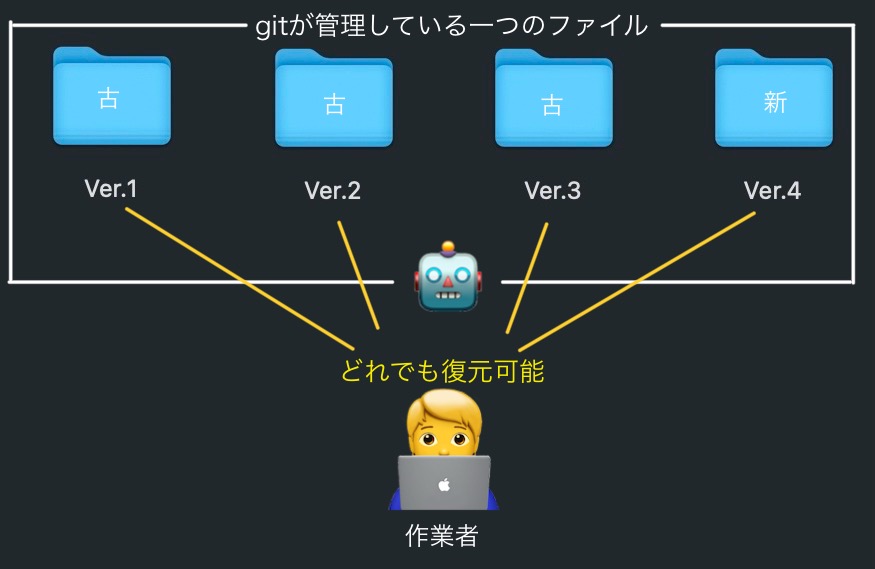 gitが管理している一つのファイル
古
古
古
新
Ver.1
Ver.2
Ver.3
Ver.4
どれでも復元可能
作業者